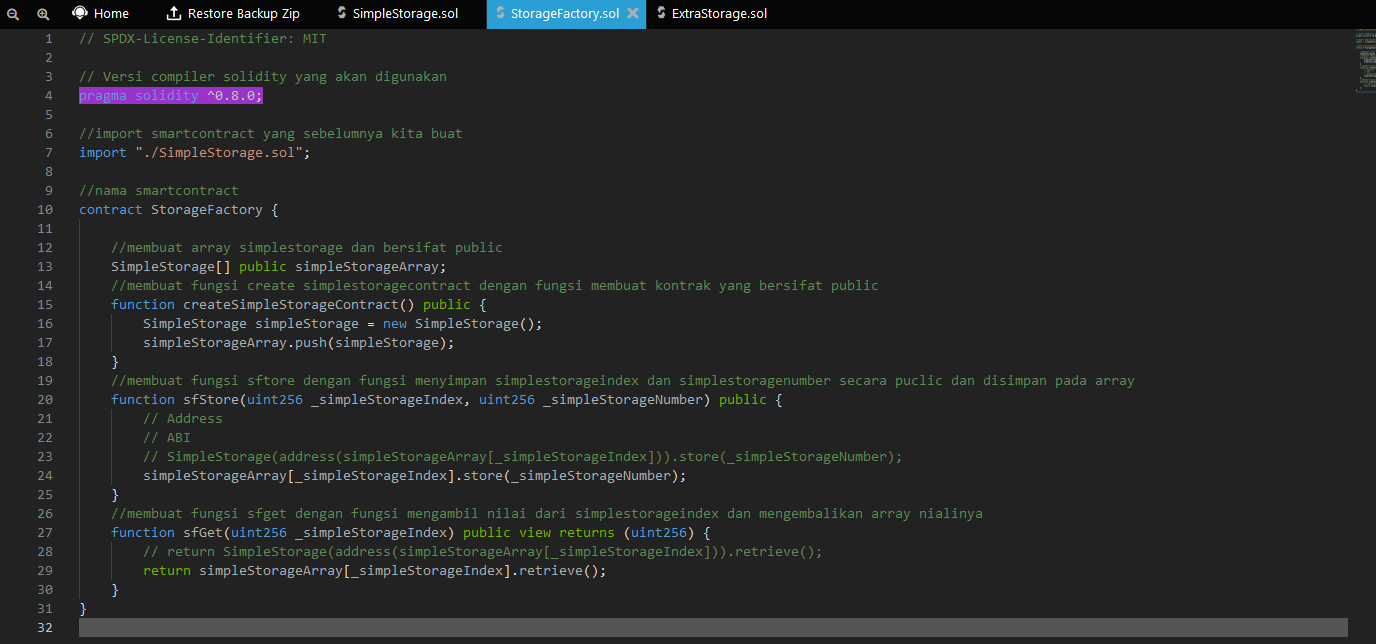 Home Restore Backup Zip SimpleStorage.sol StorageFactory.sol ExtraStorage.sol
1 // SPDX-License-Identifier: MIT
2
3 // Versi compiler solidity yang akan digunakan
4 pragma solidity ^0.8.0;
5
6 //import smartcontract yang sebelumnya kita buat
7 import "./SimpleStorage.sol";
8
9 //nama smartcontract
10 contract StorageFactory {
11
12 //membuat array simplestorage dan bersifat public
13 SimpleStorage[] public simpleStorageArray;
14 //membuat fungsi create simplestoragecontract dengan fungsi membuat kontrak yang bersifat public
15 function createSimpleStorageContract() public {
16 SimpleStorage simpleStorage = new SimpleStorage();
17 simpleStorageArray.push(simpleStorage);
18 }
19 //membuat fungsi sftore dengan fungsi menyimpan simplestorageindex dan simplestoragenumber secara puclic dan disimpan pada array
20 function sfStore(uint256 _simpleStorageIndex, uint256 _simpleStorageNumber) public {
21 // Address
22 // ABI
23 // SimpleStorage(address(simpleStorageArray[_simpleStorageIndex])).store(_simpleStorageNumber);
24 simpleStorageArray[_simpleStorageIndex].store(_simpleStorageNumber);
25 }
26 //membuat fungsi sfget dengan fungsi mengambil nilai dari simplestorageindex dan mengembalikan array nialinya
27 function sfGet(uint256 _simpleStorageIndex) public view returns (uint256) {
28 // return SimpleStorage(address(simpleStorageArray[_simpleStorageIndex])).retrieve();
29 return simpleStorageArray[_simpleStorageIndex].retrieve();
30 }
31 }
32